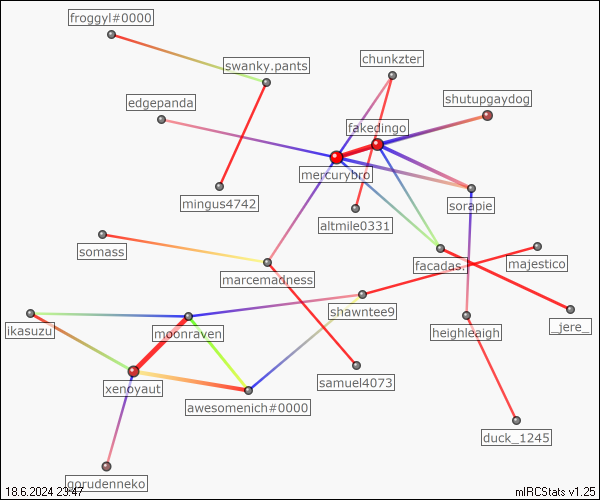 froggyl#0000
swanky.pants
chunkzter
edgepanda
shutupgaydog
fakedingo
mercurybro
mingus4742
sorapie
altmile0331
somass
marcemadness
facadas.
majestico
shawntee9
ikasuzu
moonraven
heighleaigh
_jere_
xenoyaut
samuel4073
awesomenich#0000
duck_1245
gorudenneko
18.6.2024 23:47
mIRCStats v1.25